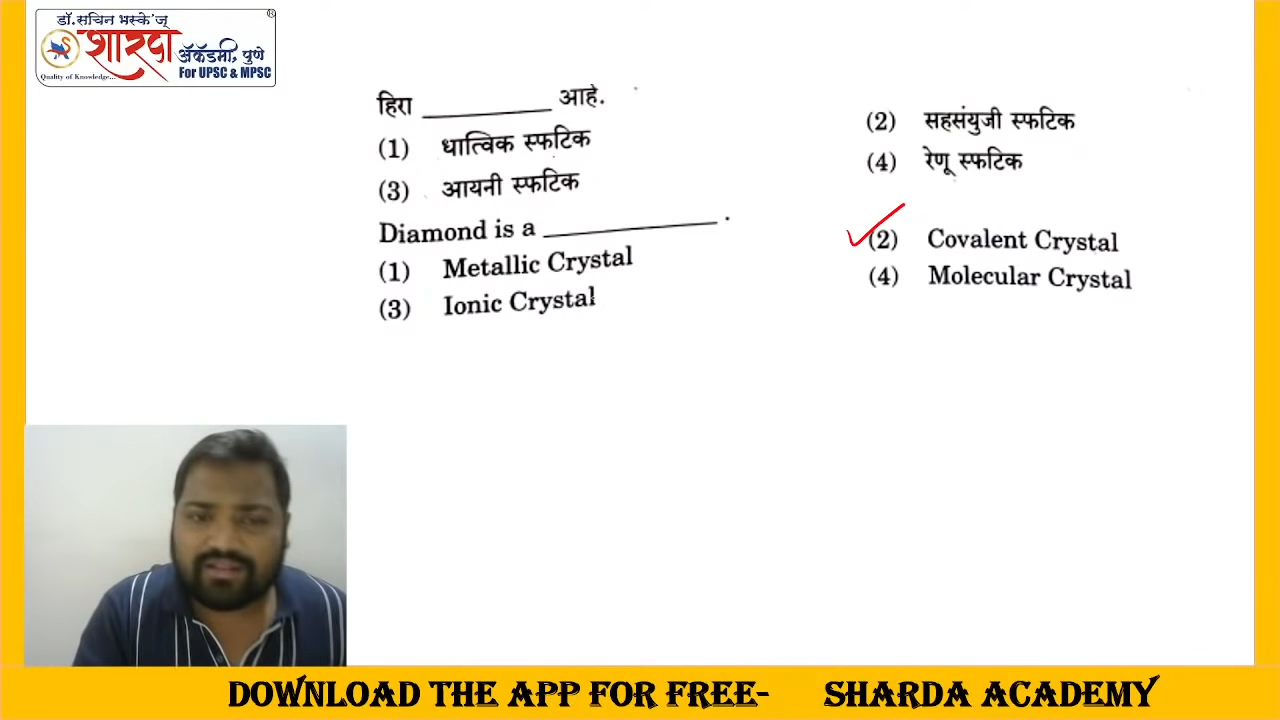 डॉ.सचिन भस्के'ज्
शारदा ॲकॅडमी, पुणे
For UPSC & MPSC
Quality of Knowledge...
हिरा __________ आहे.
(1) धात्विक स्फटिक
(2) सहसंयुजी स्फटिक
(3) आयनी स्फटिक
(4) रेणू स्फटिक
Diamond is a __________ .
(1) Metallic Crystal
(2) Covalent Crystal
(3) Ionic Crystal
(4) Molecular Crystal
DOWNLOAD THE APP FOR FREE- SHARDA ACADEMY